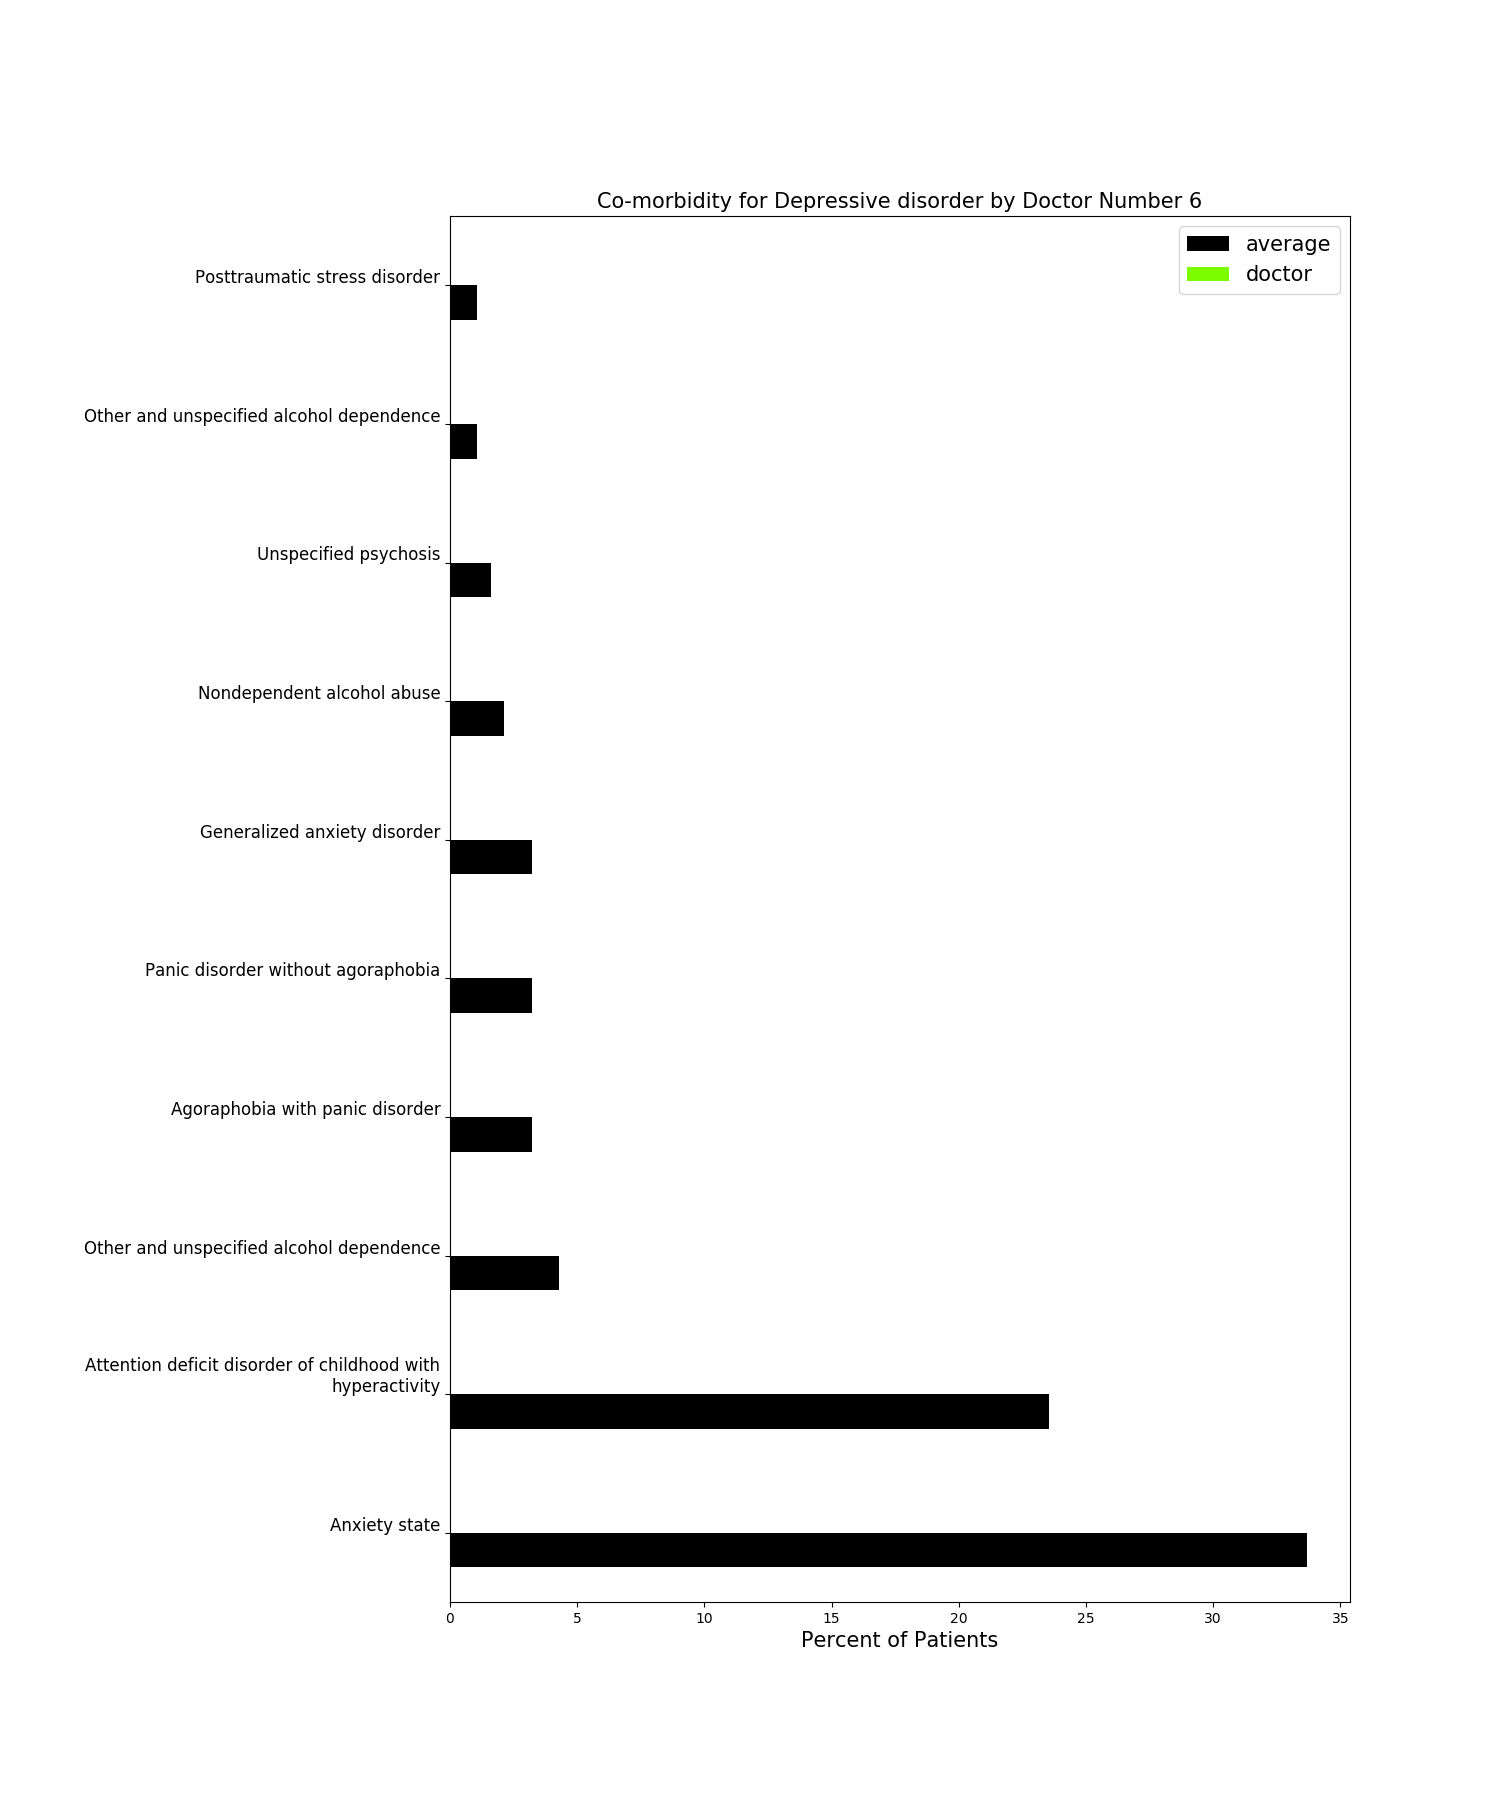 Co-morbidity for Depressive disorder by Doctor Number 6
average
doctor
Posttraumatic stress disorder
Other and unspecified alcohol dependence
Unspecified psychosis
Nondependent alcohol abuse
Generalized anxiety disorder
Panic disorder without agoraphobia
Agoraphobia with panic disorder
Other and unspecified alcohol dependence
Attention deficit disorder of childhood with
hyperactivity
Anxiety state
0 5 10 15 20 25 30 35
Percent of Patients